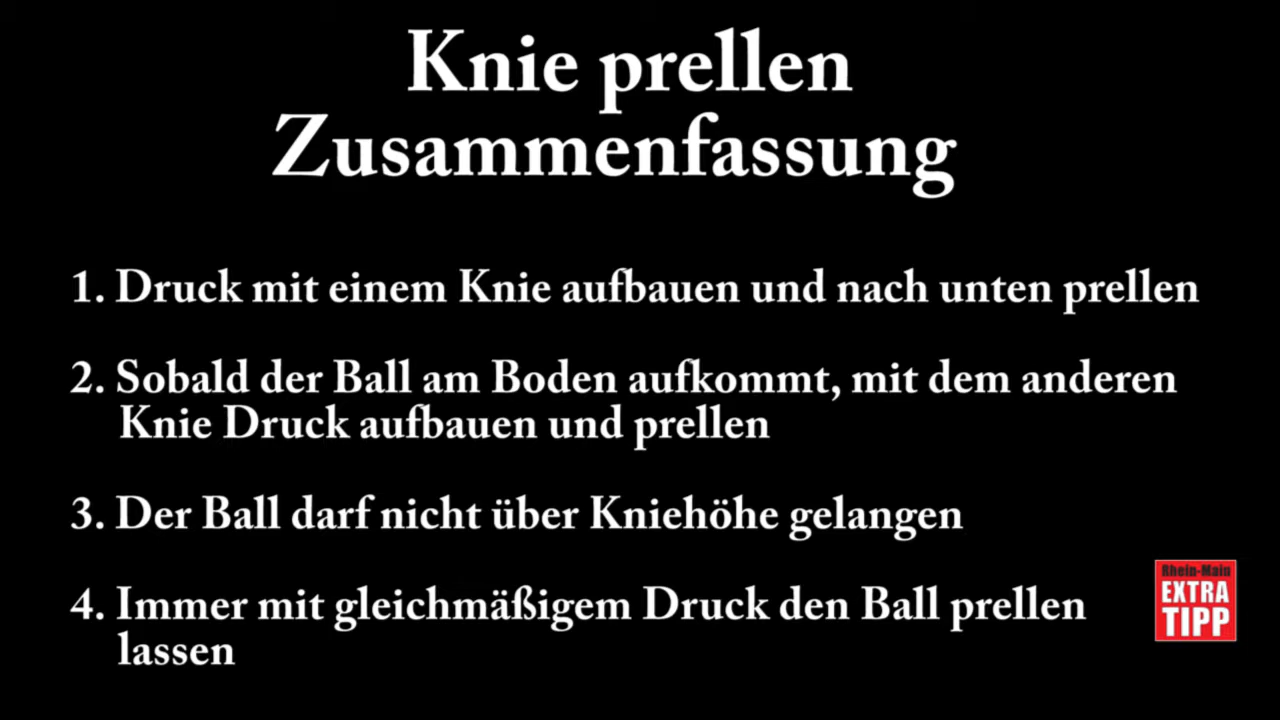 Knie prellen
Zusammenfassung
1. Druck mit einem Knie aufbauen und nach unten prellen
2. Sobald der Ball am Boden aufkommt, mit dem anderen
Knie Druck aufbauen und prellen
3. Der Ball darf nicht über Kniehöhe gelangen
4. Immer mit gleichmäßigem Druck den Ball prellen
lassen
Rhein-Main
EXTRA
TIPP